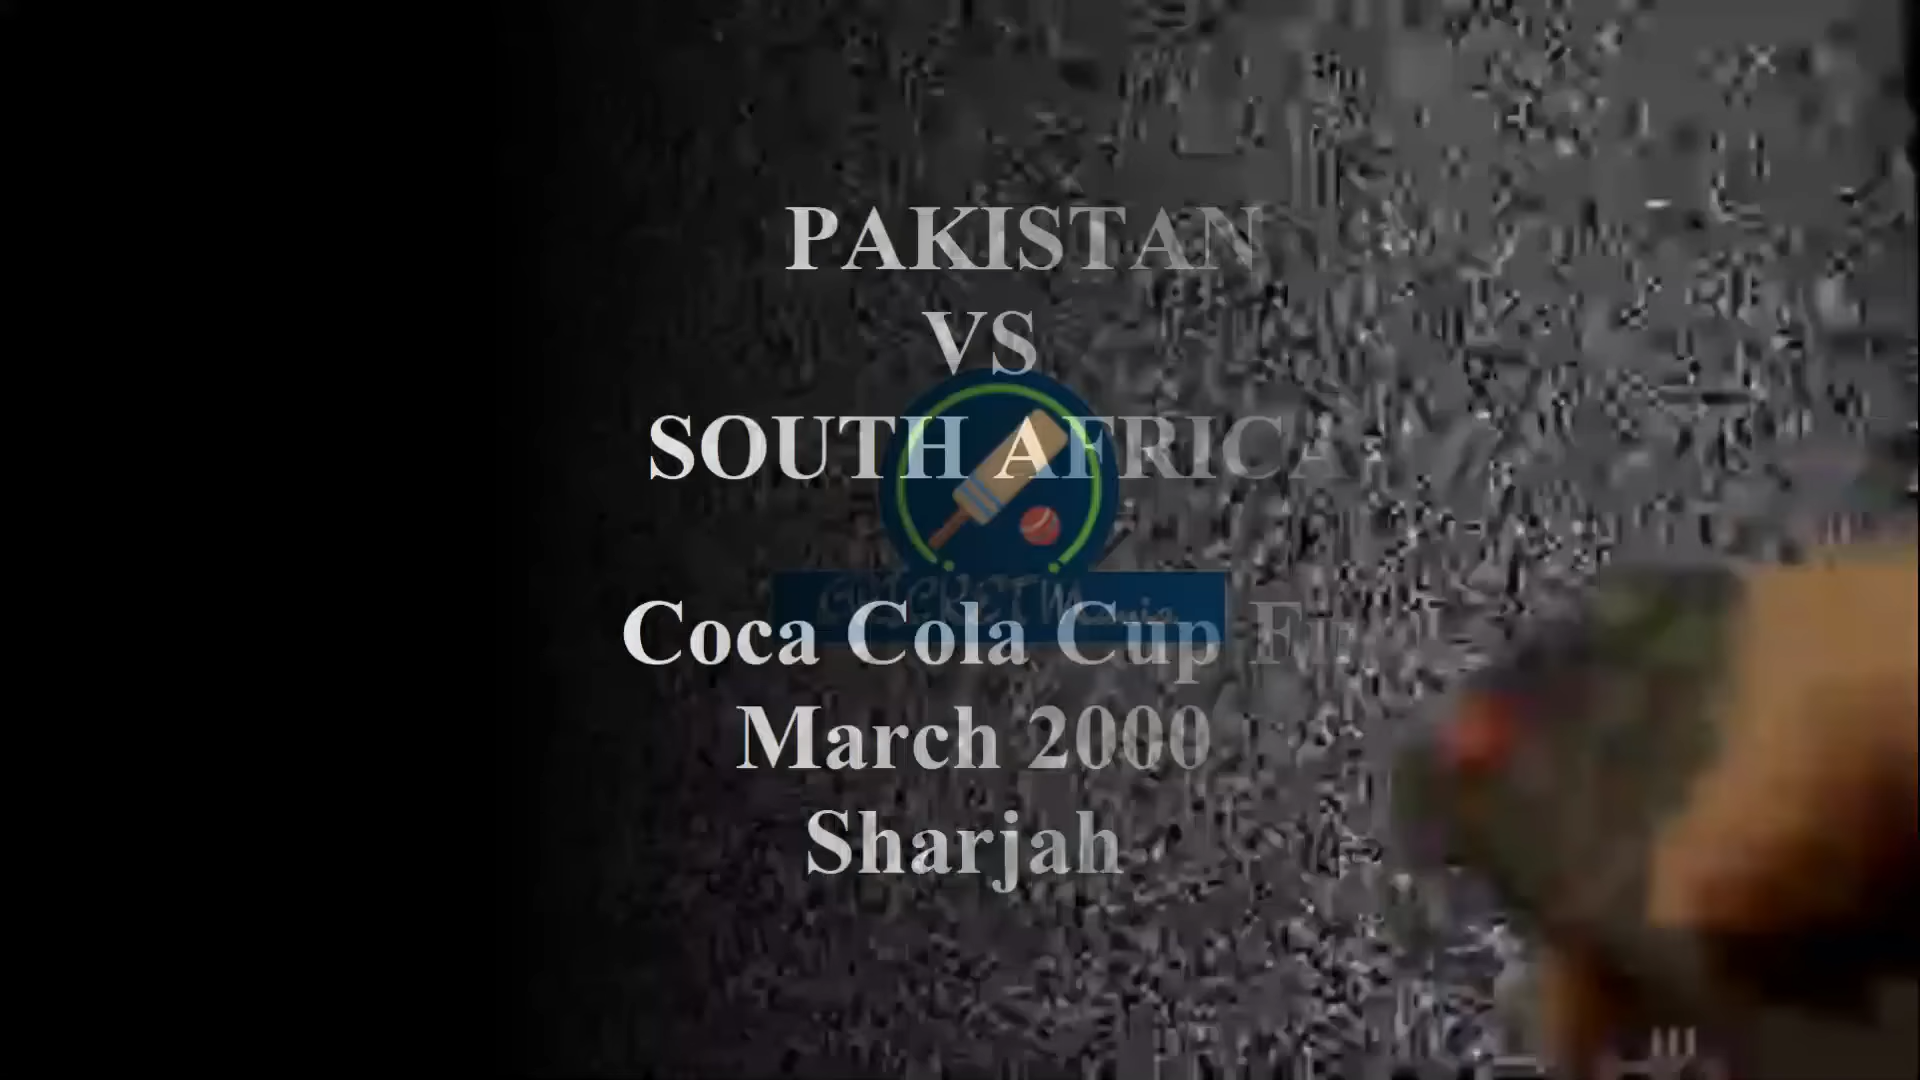 PAKISTAN
VS
SOUTH AFRICA
Coca Cola Cup
March 2000
Sharjah